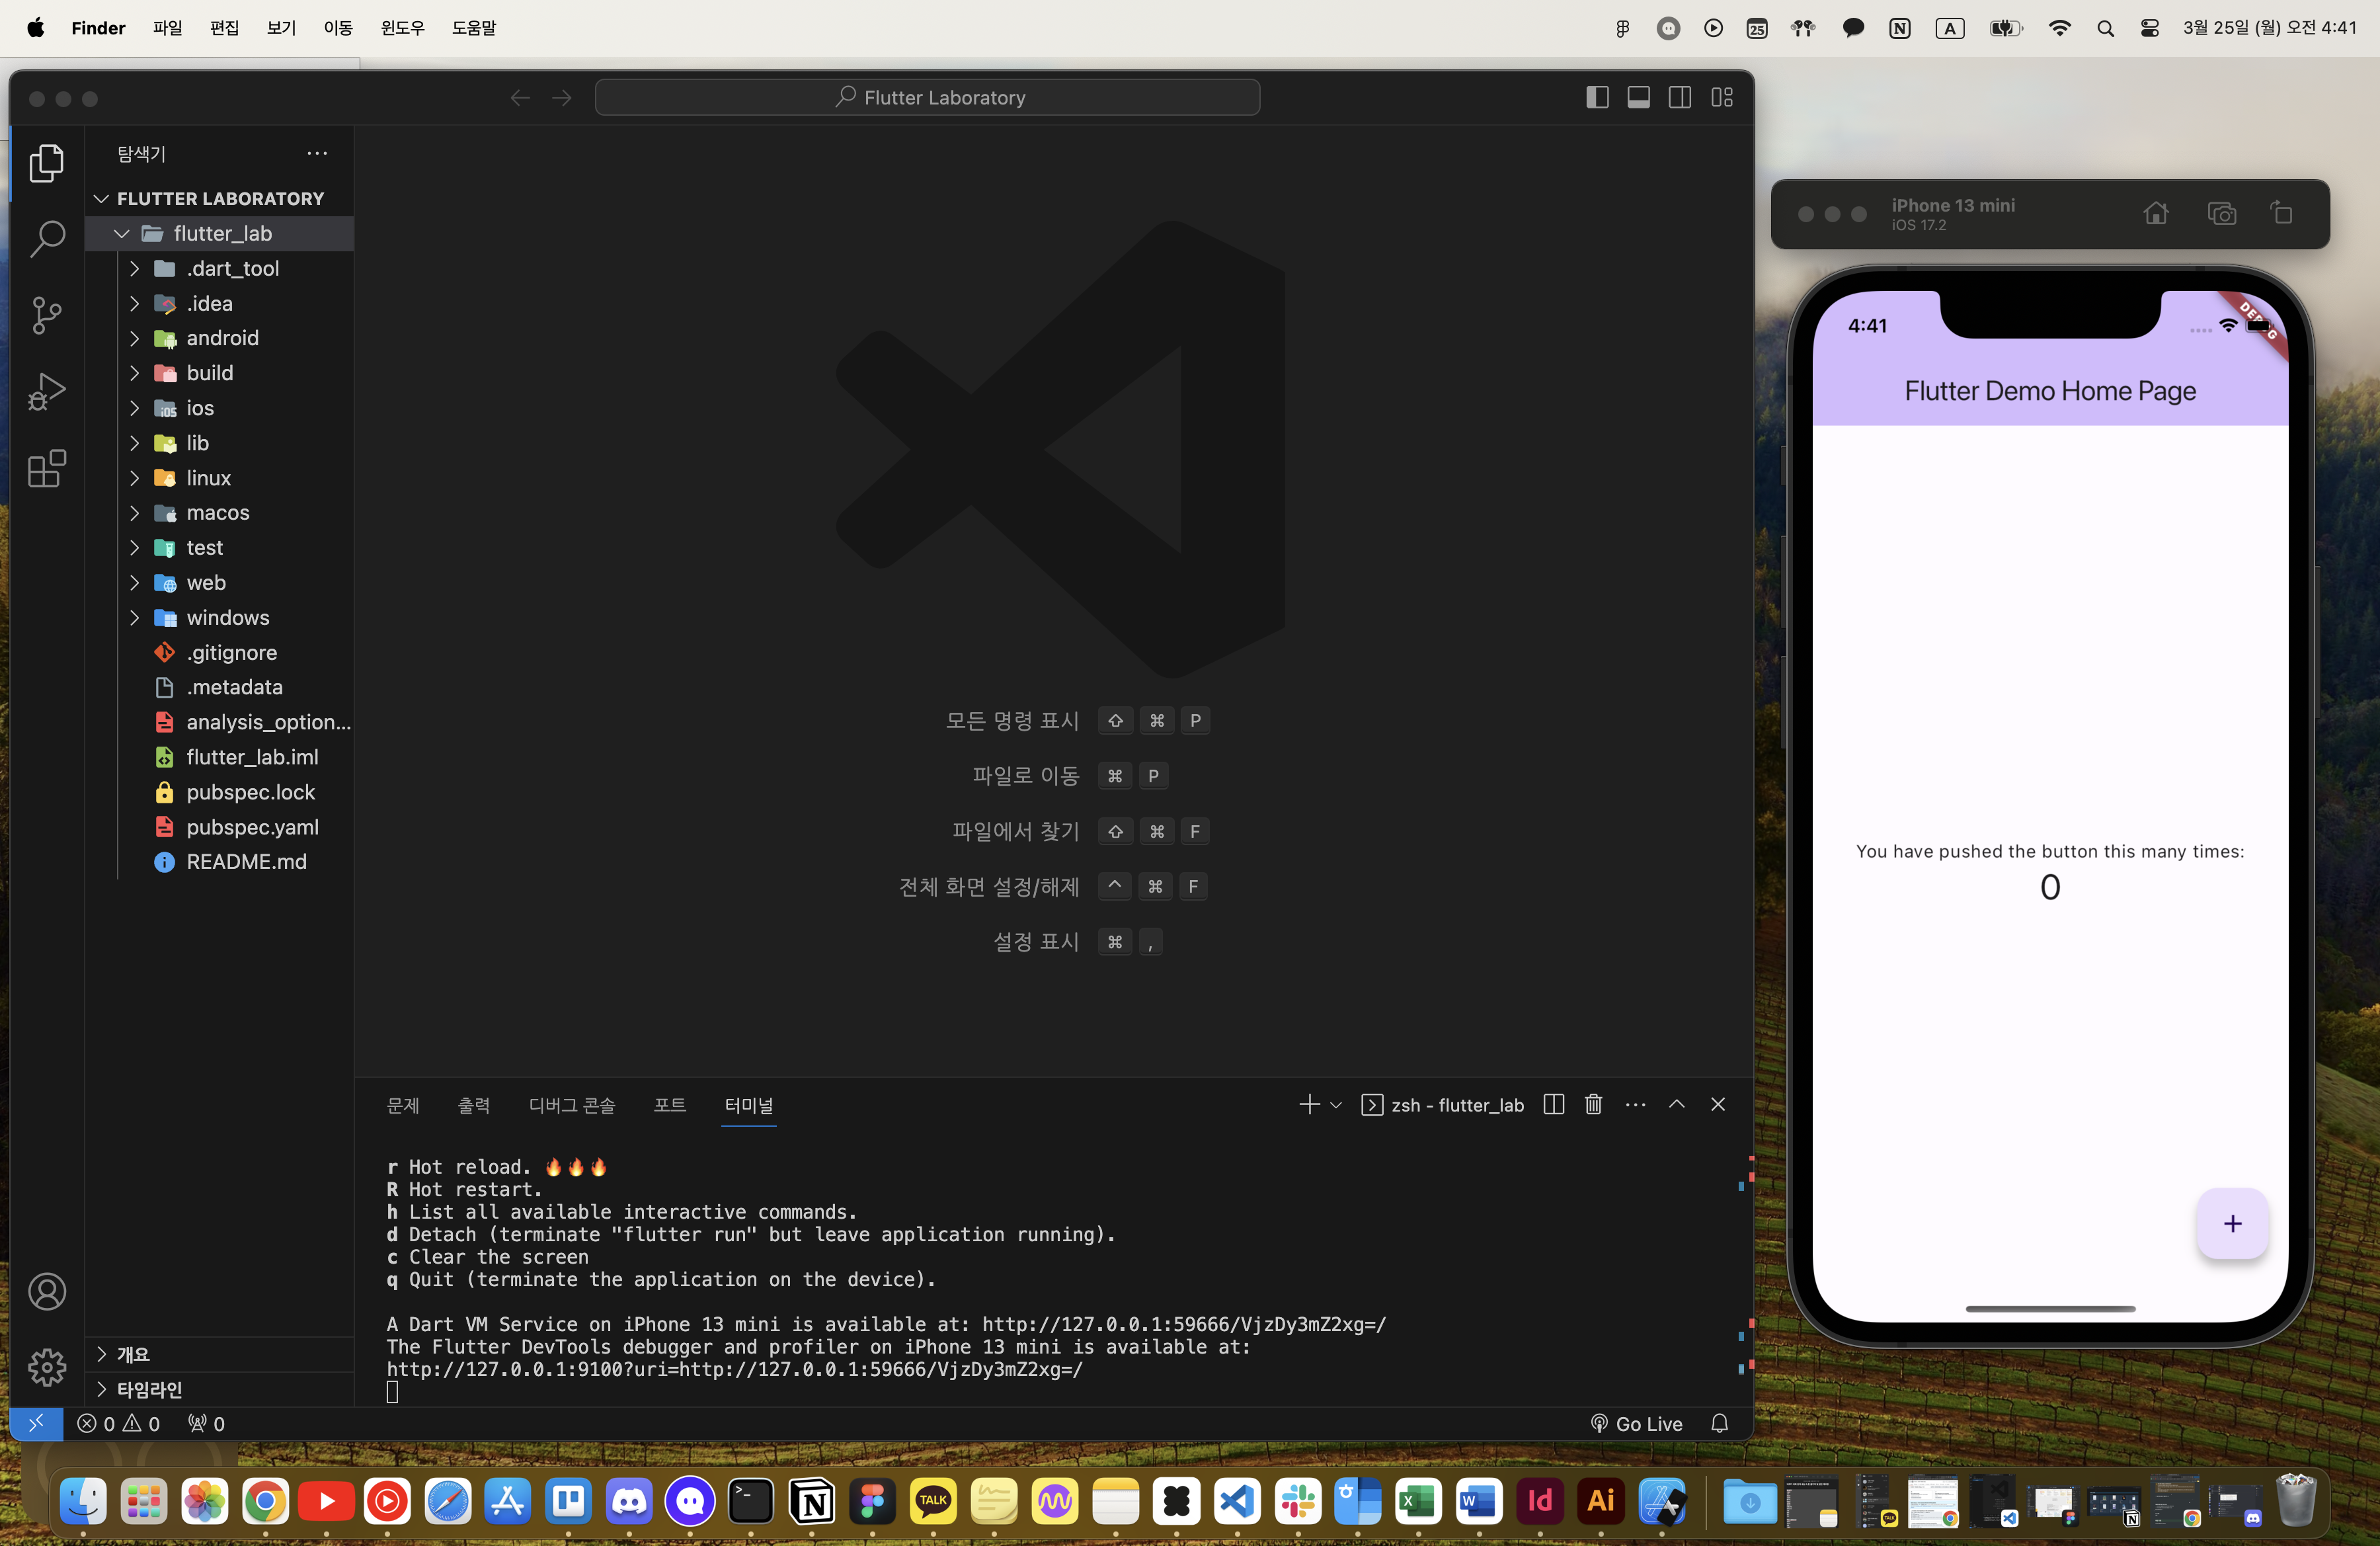 Finder 파일 편집 보기 이동 윈도우 도움말 25 A 3월 25일 (월) 오전 4:41
Flutter Laboratory
탐색기
FLUTTER LABORATORY
flutter_lab
.dart_tool
.idea
android
build
ios
lib
linux
macos
test
web
windows
.gitignore
.metadata
analysis_option...
flutter_lab.iml
pubspec.lock
pubspec.yaml
README.md
개요
타임라인
모든 명령 표시 ⇧ ⌘ P
파일로 이동 ⌘ P
파일에서 찾기 ⇧ ⌘ F
전체 화면 설정/해제 ^ ⌘ F
설정 표시 ⌘ ,
문제 출력 디버그 콘솔 포트 터미널 zsh - flutter_lab
r Hot reload. 🔥🔥🔥
R Hot restart.
h List all available interactive commands.
d Detach (terminate "flutter run" but leave application running).
c Clear the screen
q Quit (terminate the application on the device).
A Dart VM Service on iPhone 13 mini is available at: http://127.0.0.1:59666/VjzDy3mZ2xg=/
The Flutter DevTools debugger and profiler on iPhone 13 mini is available at:
http://127.0.0.1:9100?uri=http://127.0.0.1:59666/VjzDy3mZ2xg=/
0 0 0 Go Live
iPhone 13 mini
iOS 17.2
4:41
DEBUG
Flutter Demo Home Page
You have pushed the button this many times:
0
+
TALK
Id
Ai